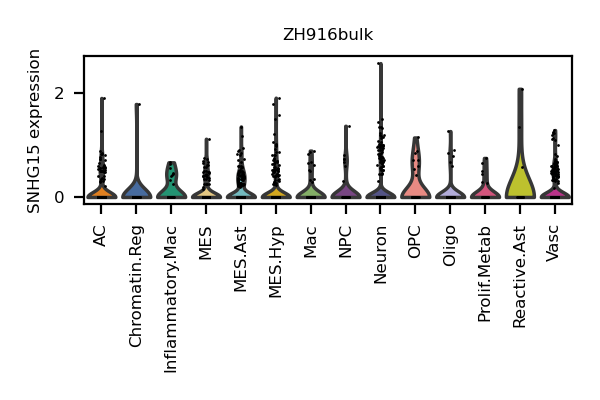 ZH916bulk
SNHG15 expression
2
0
AC
Chromatin.Reg
Inflammatory.Mac
MES
MES.Ast
MES.Hyp
Mac
NPC
Neuron
OPC
Oligo
Prolif.Metab
Reactive.Ast
Vasc